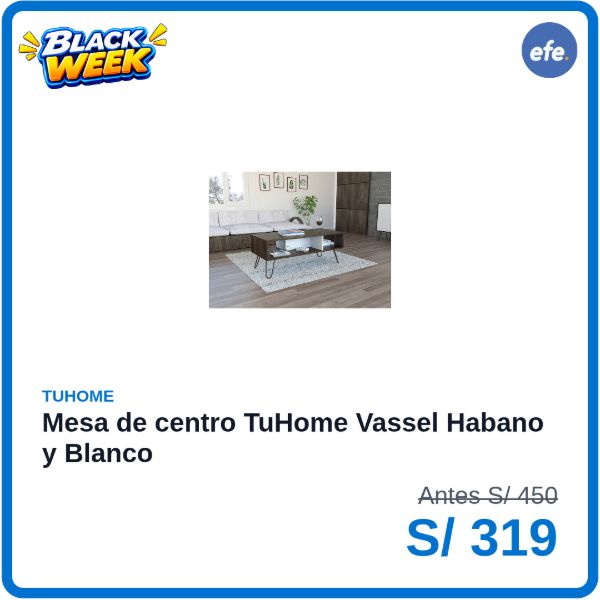 BLACK
WEEK
efe.
TUHOME
Mesa de centro TuHome Vassel Habano
y Blanco
Antes S/ 450
S/ 319